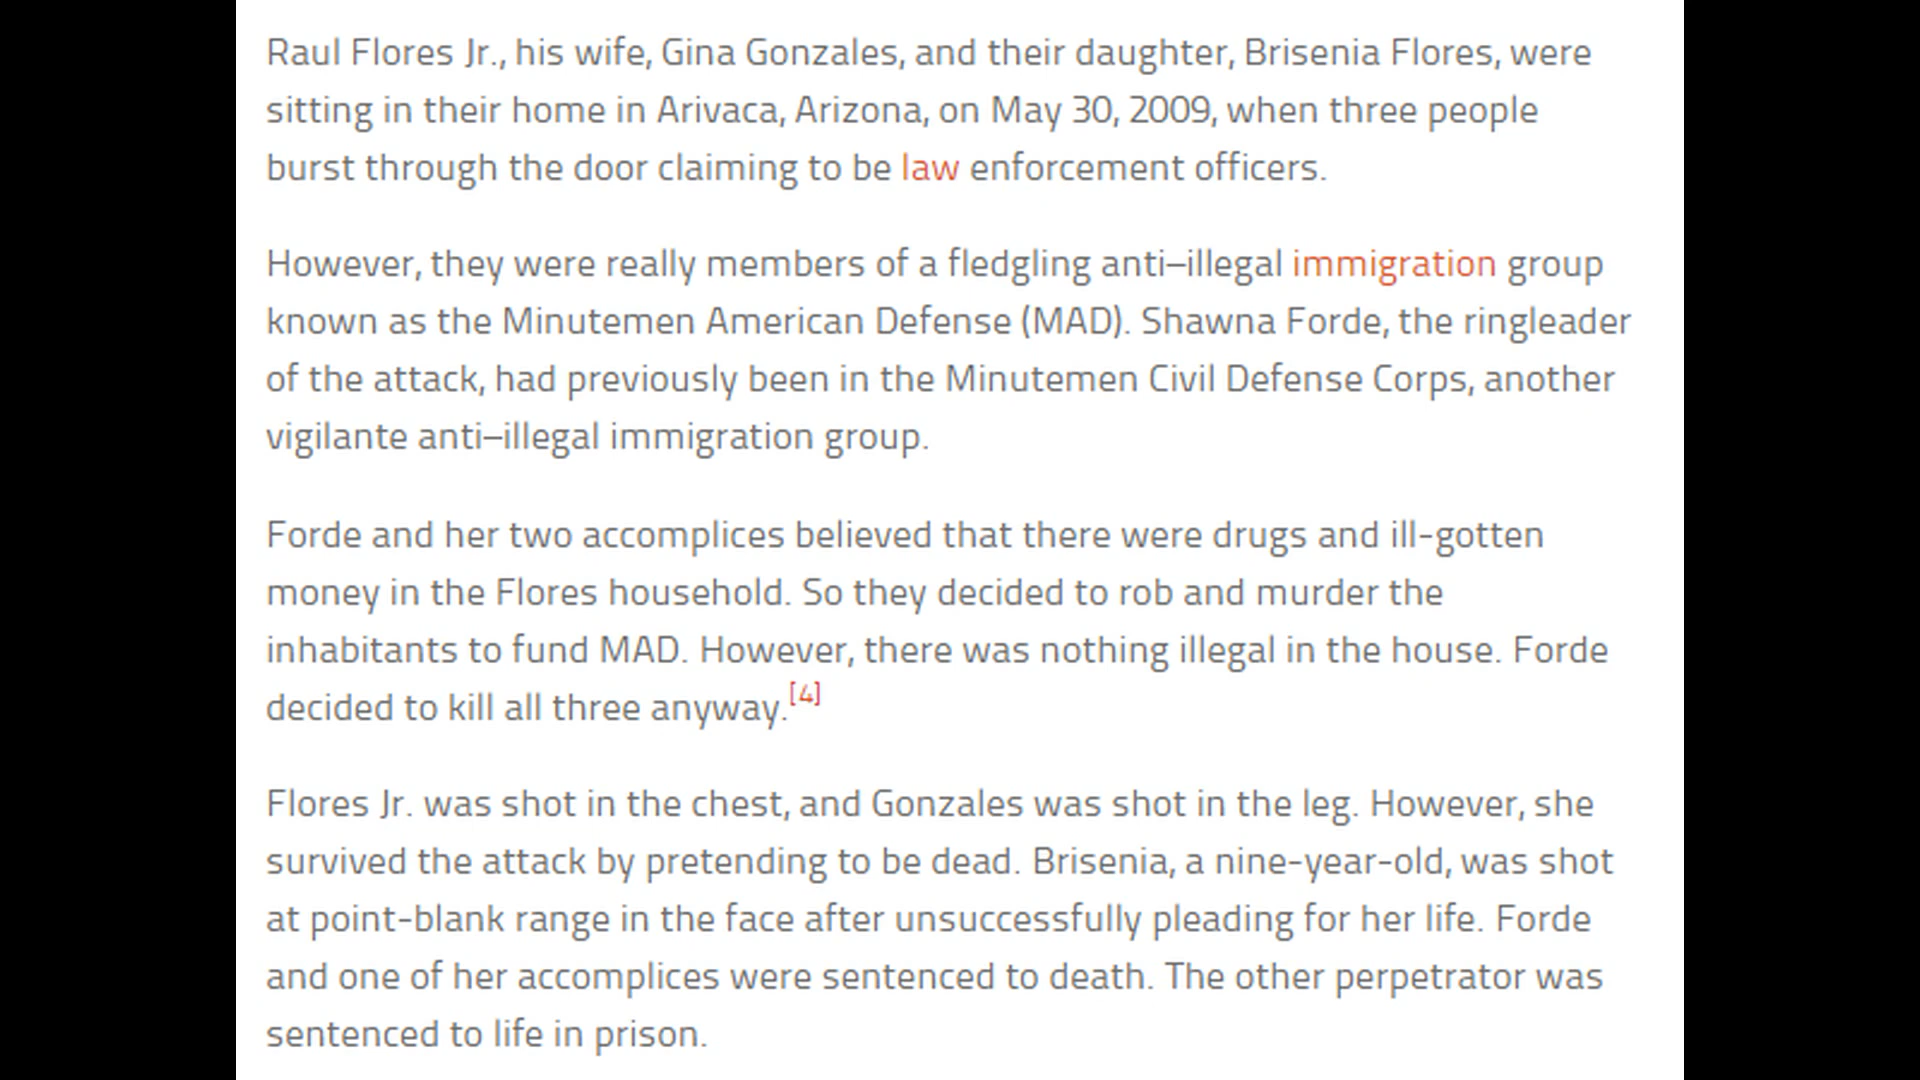 Raul Flores Jr., his wife, Gina Gonzales, and their daughter, Brisenia Flores, were
sitting in their home in Arivaca, Arizona, on May 30, 2009, when three people
burst through the door claiming to be law enforcement officers.
However, they were really members of a fledgling anti–illegal immigration group
known as the Minutemen American Defense (MAD). Shawna Forde, the ringleader
of the attack, had previously been in the Minutemen Civil Defense Corps, another
vigilante anti–illegal immigration group.
Forde and her two accomplices believed that there were drugs and ill-gotten
money in the Flores household. So they decided to rob and murder the
inhabitants to fund MAD. However, there was nothing illegal in the house. Forde
decided to kill all three anyway.[4]
Flores Jr. was shot in the chest, and Gonzales was shot in the leg. However, she
survived the attack by pretending to be dead. Brisenia, a nine-year-old, was shot
at point-blank range in the face after unsuccessfully pleading for her life. Forde
and one of her accomplices were sentenced to death. The other perpetrator was
sentenced to life in prison.